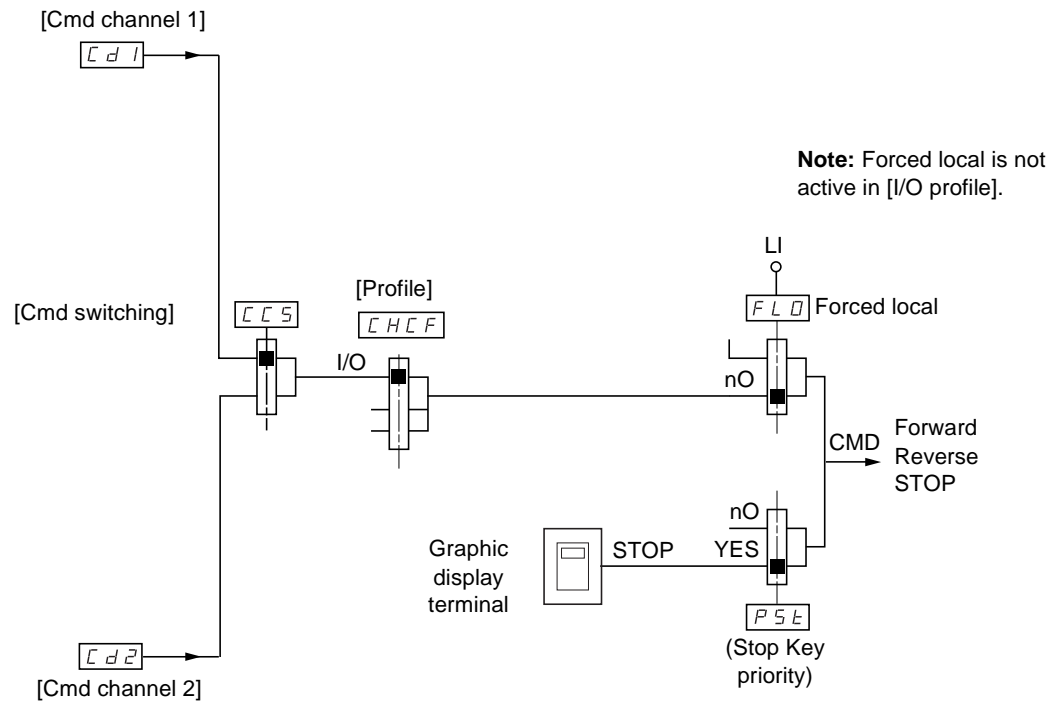 [Cmd channel 1]
Cd1
Note: Forced local is not
active in [I/O profile].
LI
[Profile]
[Cmd switching]
CCS
CHCF
FLO Forced local
I/O
nO
CMD
Forward
Reverse
STOP
nO
Graphic
display
terminal
STOP
YES
PSt
(Stop Key
priority)
Cd2
[Cmd channel 2]